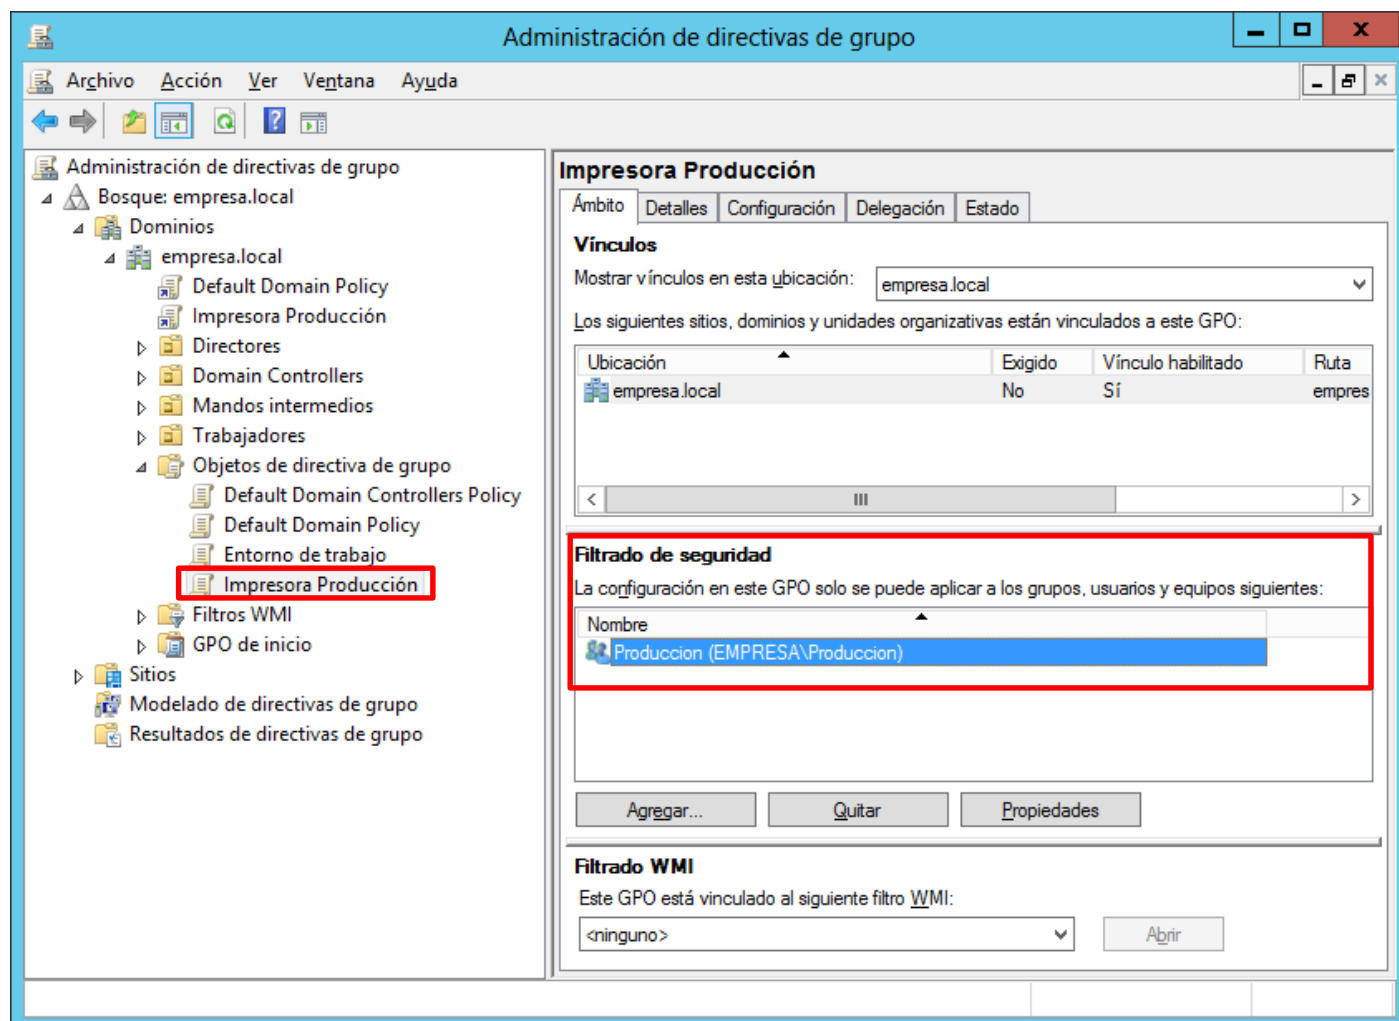 Administración de directivas de grupo
Archivo Acción Ver Ventana Ayuda
Administración de directivas de grupo
Bosque: empresa.local
Dominios
empresa.local
Default Domain Policy
Impresora Producción
Directores
Domain Controllers
Mandos intermedios
Trabajadores
Objetos de directiva de grupo
Default Domain Controllers Policy
Default Domain Policy
Entorno de trabajo
Impresora Producción
Filtros WMI
GPO de inicio
Sitios
Modelado de directivas de grupo
Resultados de directivas de grupo
Impresora Producción
Ámbito Detalles Configuración Delegación Estado
Vínculos
Mostrar vínculos en esta ubicación: empresa.local
Los siguientes sitios, dominios y unidades organizativas están vinculados a este GPO:
Ubicación Exigido Vínculo habilitado Ruta
empresa.local No Sí empres
Filtrado de seguridad
La configuración en este GPO solo se puede aplicar a los grupos, usuarios y equipos siguientes:
Nombre
Produccion (EMPRESA\Produccion)
Agregar... Quitar Propiedades
Filtrado WMI
Este GPO está vinculado al siguiente filtro WMI:
<ninguno> Abrir